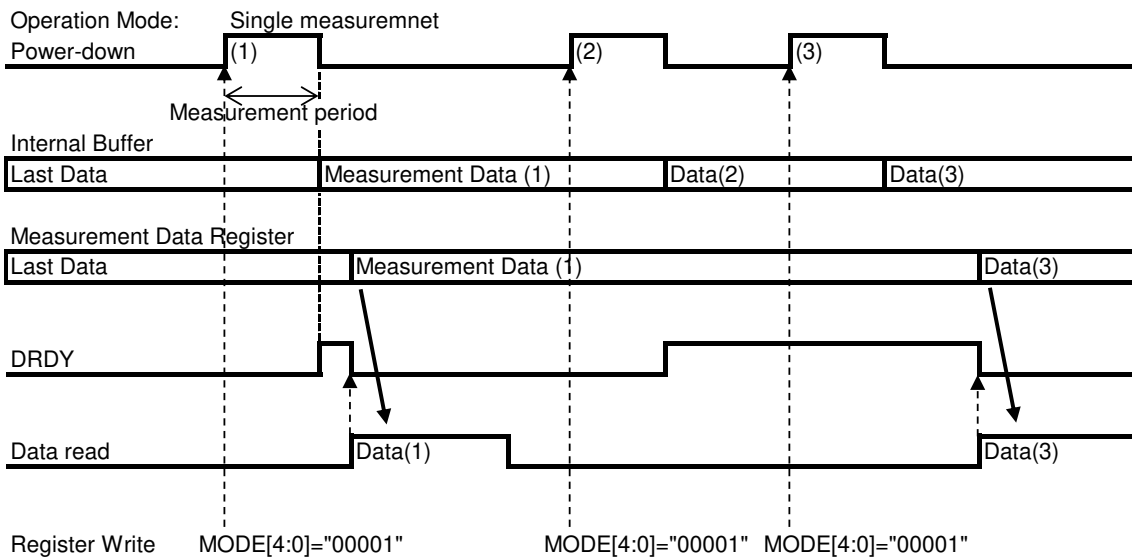 Operation Mode: Single measuremnet
Power-down (1) (2) (3)
Measurement period
Internal Buffer
Last Data Measurement Data (1) Data(2) Data(3)
Measurement Data Register
Last Data Measurement Data (1) Data(3)
DRDY
Data read Data(1) Data(3)
Register Write MODE[4:0]="00001" MODE[4:0]="00001" MODE[4:0]="00001"